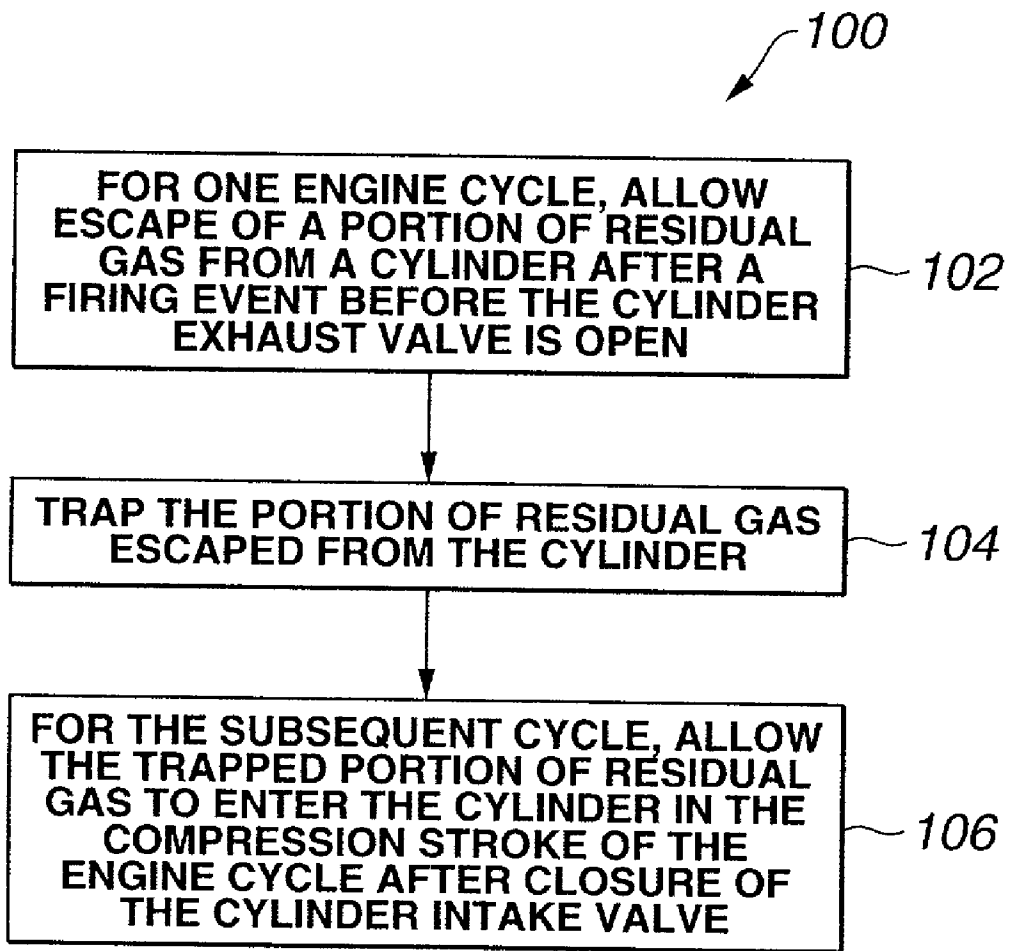 100
FOR ONE ENGINE CYCLE, ALLOW
ESCAPE OF A PORTION OF RESIDUAL
GAS FROM A CYLINDER AFTER A
FIRING EVENT BEFORE THE CYLINDER
EXHAUST VALVE IS OPEN
102
TRAP THE PORTION OF RESIDUAL GAS
ESCAPED FROM THE CYLINDER
104
FOR THE SUBSEQUENT CYCLE, ALLOW
THE TRAPPED PORTION OF RESIDUAL
GAS TO ENTER THE CYLINDER IN THE
COMPRESSION STROKE OF THE
ENGINE CYCLE AFTER CLOSURE OF
THE CYLINDER INTAKE VALVE
106